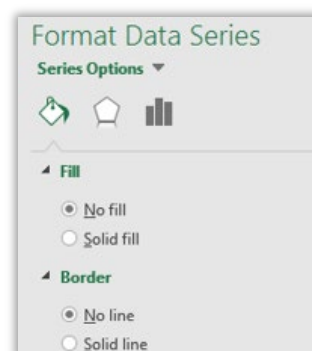 Format Data Series
Series Options
Fill
No fill
Solid fill
Border
No line
Solid line